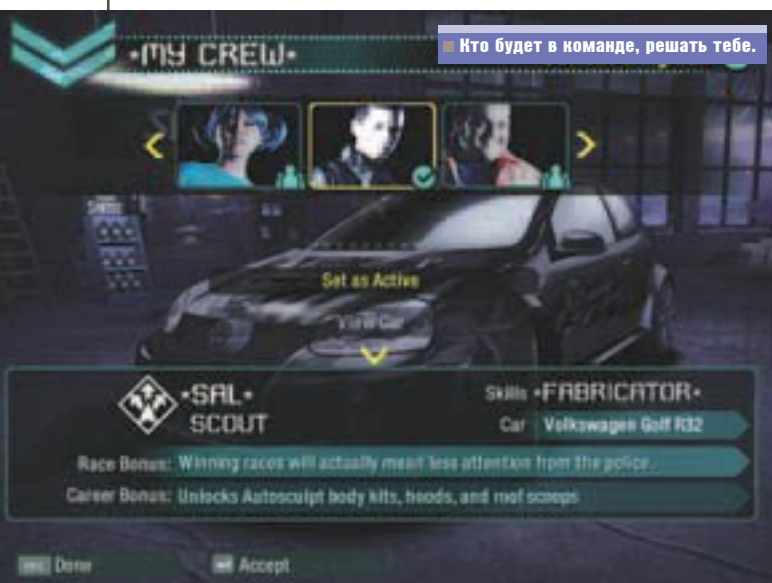 •MY CREW•
Кто будет в команде, решать тебе.
Set as Active
View Car
•SAL•
SCOUT
Skills •FABRICATOR•
Car Volkswagen Golf R32
Race Bonus: Winning races will actually mean less attention from the police.
Career Bonus: Unlocks Autosculpt body kits, hoods, and roof scoops
Done
Accept